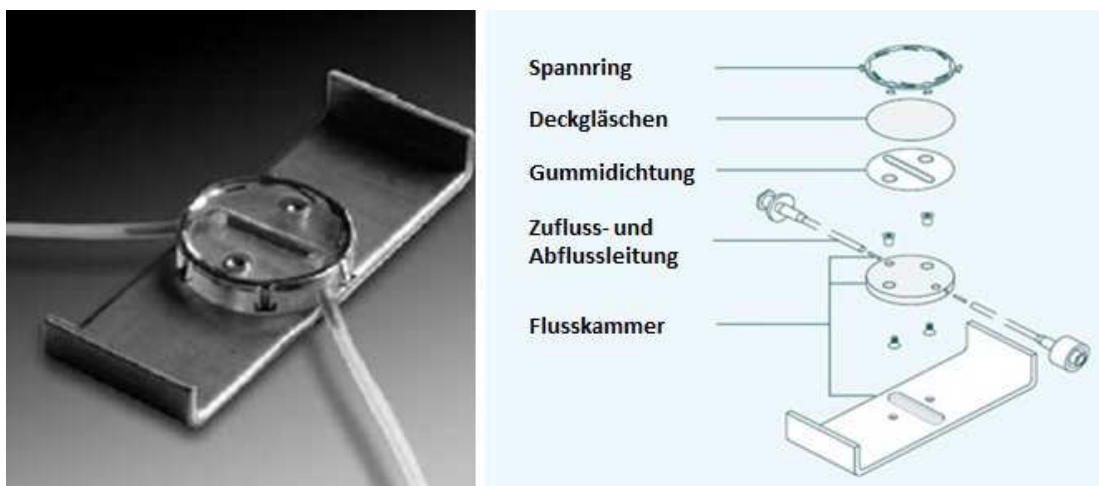 Spannring
Deckgläschen
Gummidichtung
Zufluss- und
Abflussleitung
Flusskammer